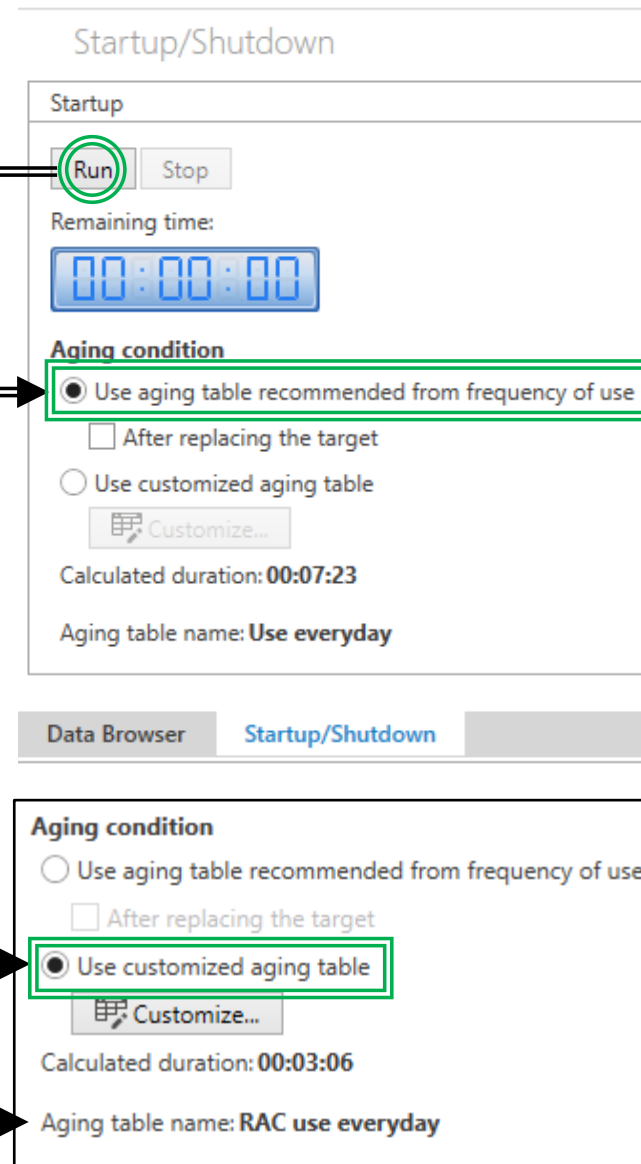 Startup/Shutdown
Startup
Run Stop
Remaining time:
00:00:00
Aging condition
Use aging table recommended from frequency of use
After replacing the target
Use customized aging table
Customize...
Calculated duration: 00:07:23
Aging table name: Use everyday
Data Browser Startup/Shutdown
Aging condition
Use aging table recommended from frequency of use
After replacing the target
Use customized aging table
Customize...
Calculated duration: 00:03:06
Aging table name: RAC use everyday